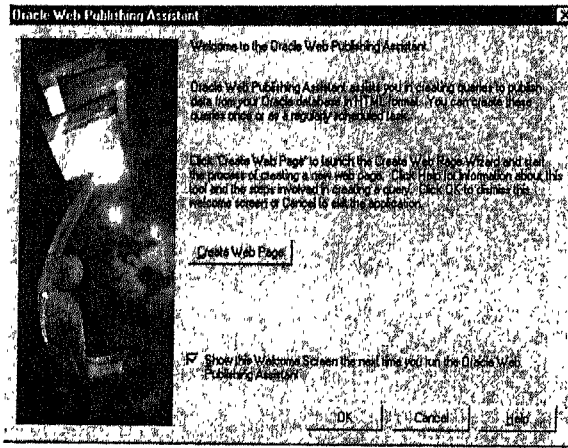 Oracle Web Publishing Assistant
Welcome to the Oracle Web Publishing Assistant.
Oracle Web Publishing Assistant assists you in creating queries to publish
data from your Oracle database in HTML format. You can create these
queries once or as a regularly scheduled task.
Click 'Create Web Page' to launch the Create Web Page Wizard and start
the process of creating a new web page. Click Help for information about this
tool and the steps involved in creating a query. Click OK to dismiss this
welcome screen or Cancel to exit the application.
Create Web Page
Show this Welcome Screen the next time you run the Oracle Web
Publishing Assistant
OK Cancel Help